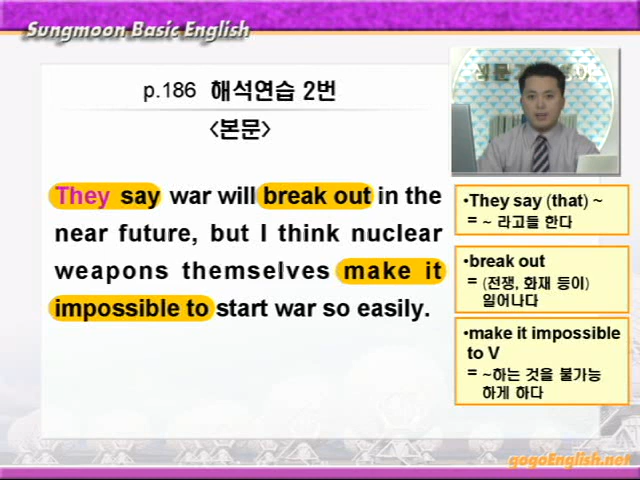 Sungmoon Basic English
p.186 해석연습 2번
<본문>
They say war will break out in the
near future, but I think nuclear
weapons themselves make it
impossible to start war so easily.
•They say (that) ~
= ~ 라고들 한다
•break out
= (전쟁, 화재 등이)
일어나다
•make it impossible
to V
= ~하는 것을 불가능
하게 하다
gogoEnglish.net